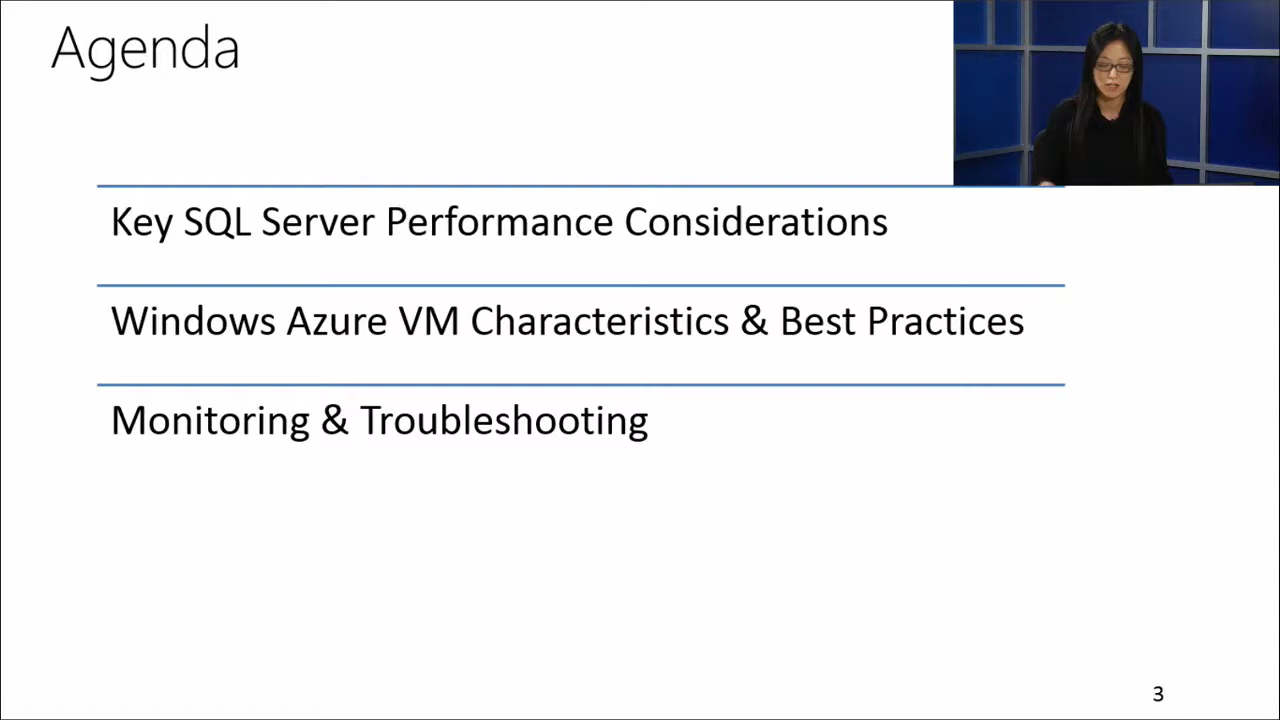 Agenda
Key SQL Server Performance Considerations
Windows Azure VM Characteristics & Best Practices
Monitoring & Troubleshooting
3